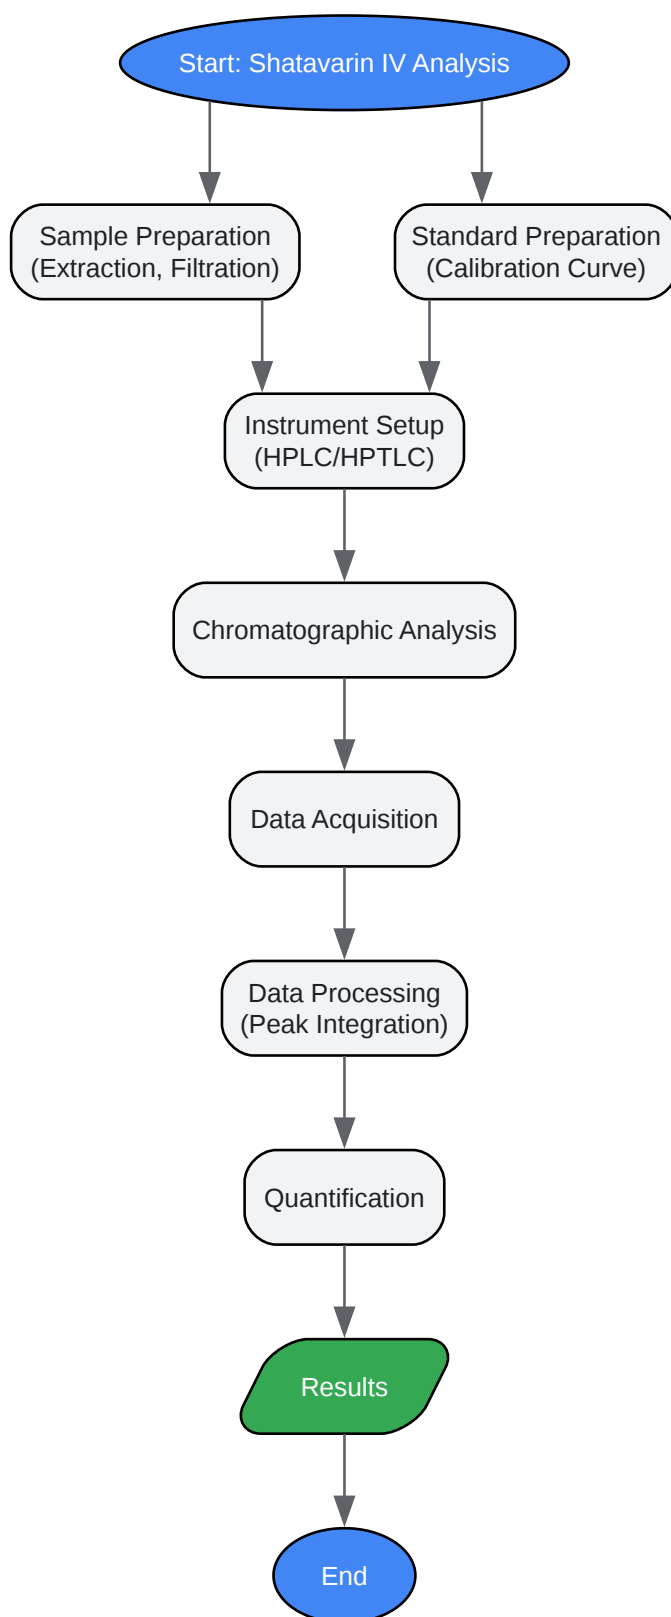 Start: Shatavarin IV Analysis
Sample Preparation
(Extraction, Filtration)
Standard Preparation
(Calibration Curve)
Instrument Setup
(HPLC/HPTLC)
Chromatographic Analysis
Data Acquisition
Data Processing
(Peak Integration)
Quantification
Results
End